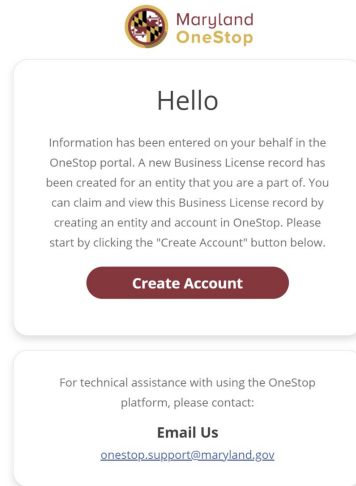 Maryland
OneStop
Hello
Information has been entered on your behalf in the
OneStop portal. A new Business License record has
been created for an entity that you are a part of. You
can claim and view this Business License record by
creating an entity and account in OneStop. Please
start by clicking the "Create Account" button below.
Create Account
For technical assistance with using the OneStop
platform, please contact:
Email Us
onestop.support@maryland.gov